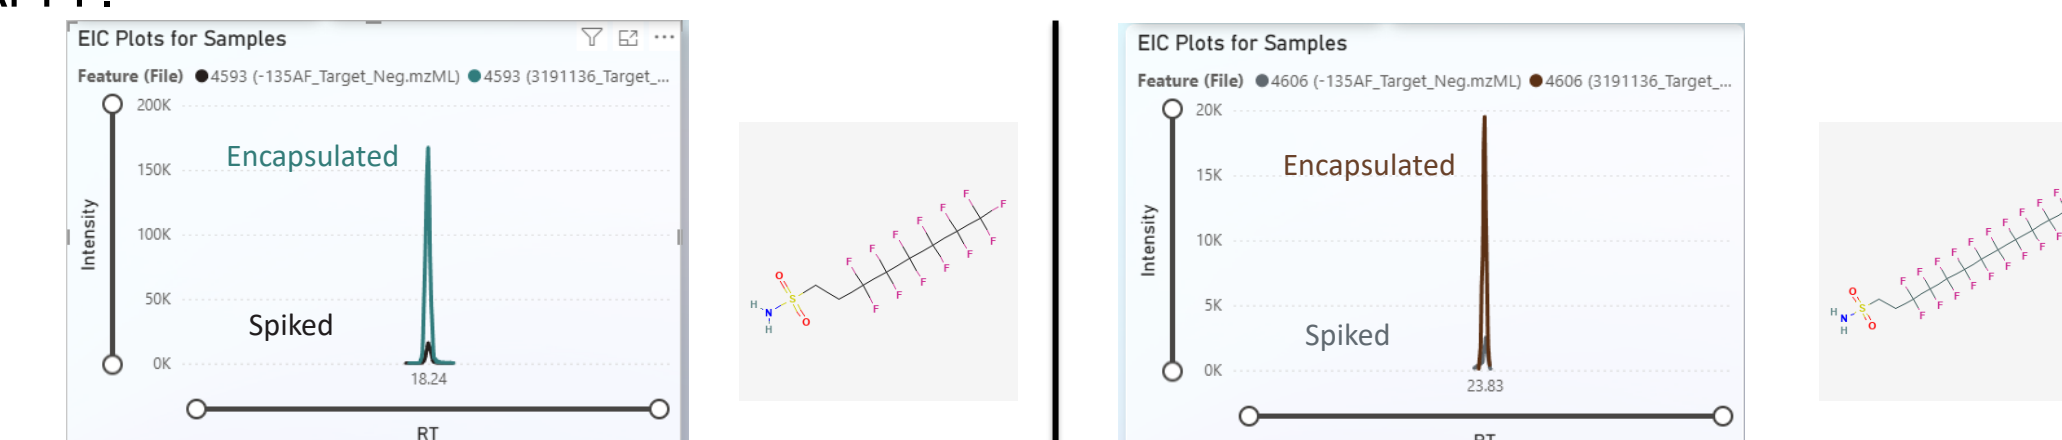 EIC Plots for Samples
Feature (File) 4593 (-135AF_Target_Neg.mzML) 4593 (3191136_Target_...
200K
Encapsulated
150K
100K
50K
Spiked
0K
18.24
Intensity
RT
F F
F F
F F
F F
F F
F F
F
O
S
H N
H O
EIC Plots for Samples
Feature (File) 4606 (-135AF_Target_Neg.mzML) 4606 (3191136_Target_...
20K
Encapsulated
15K
10K
5K
Spiked
0K
23.83
Intensity
F
F F
F F
F F
F F
F F
F F
F F
F F
O
S
H N
H O